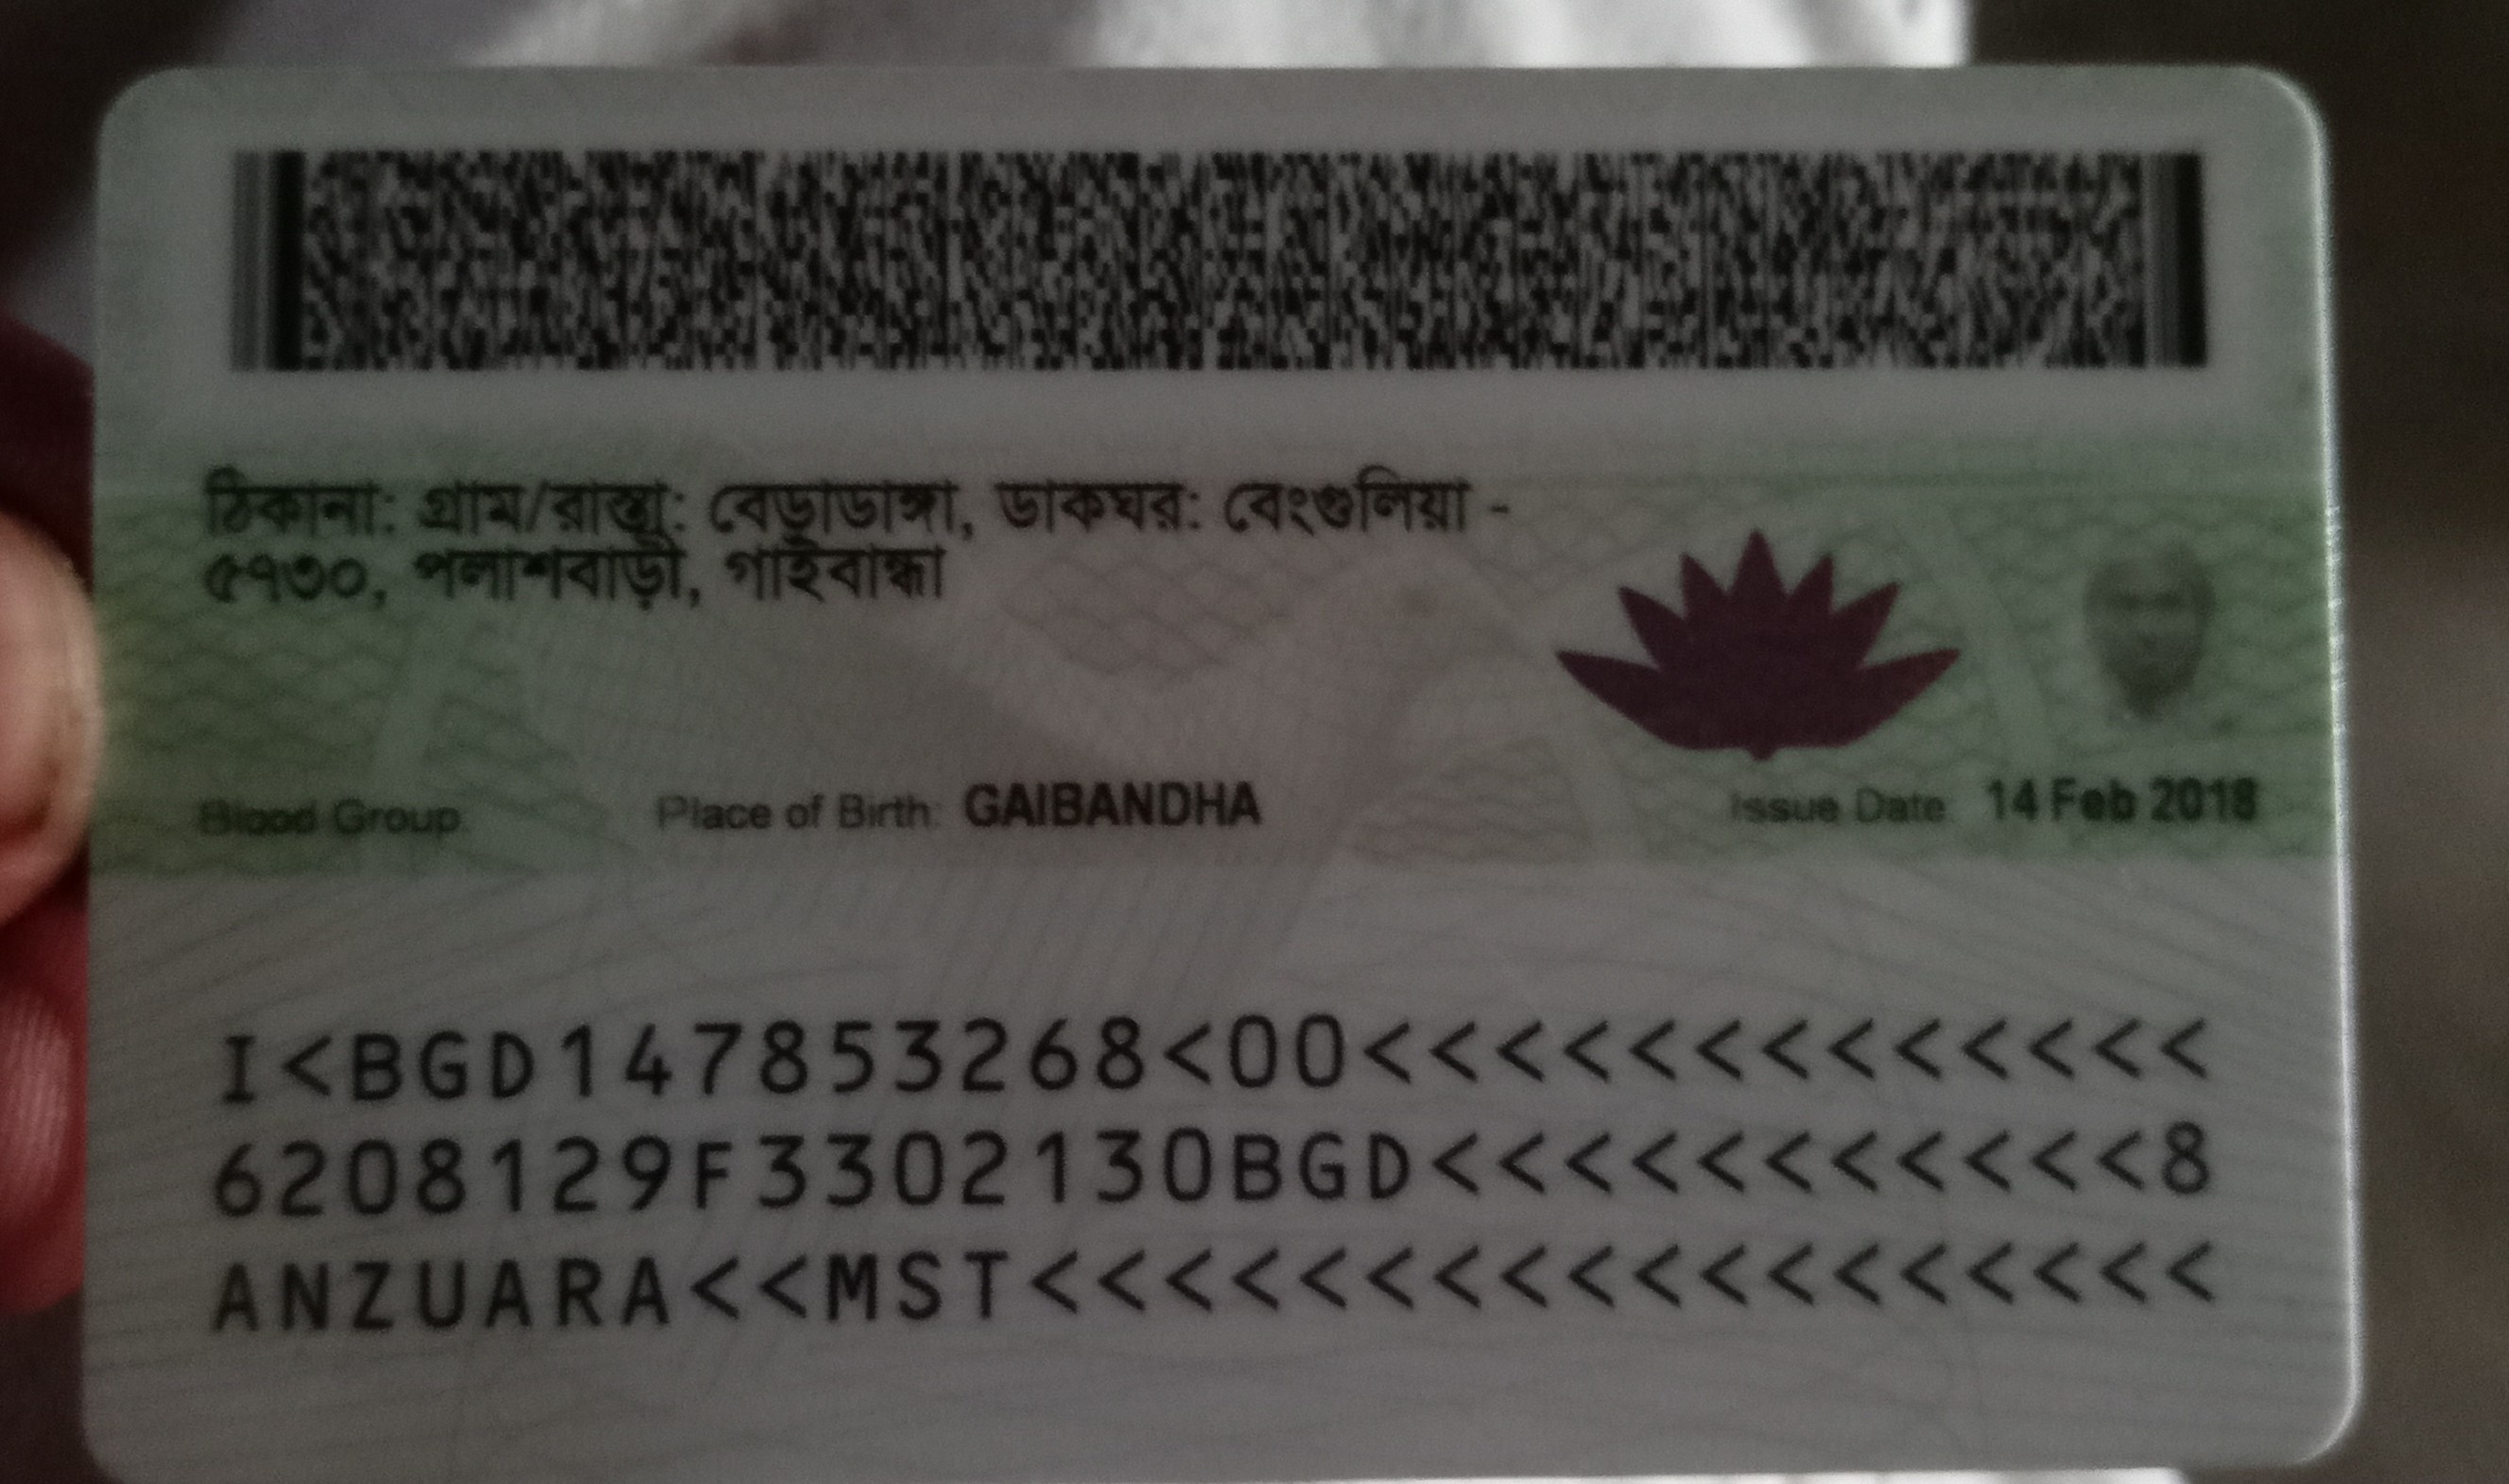 ঠিকানা: গ্রাম/রাস্তা: বেড়াডাঙ্গা, ডাকঘর: বেংগুলিয়া -
৫৭৩০, পলাশবাড়ী, গাইবান্ধা
Blood Group: Place of Birth: GAIBANDHA Issue Date: 14 Feb 2018
I<BGD147853268<00<<<<<<<<<<<<<
6208129F3302130BGD<<<<<<<<<<<8
ANZUARA<<MST<<<<<<<<<<<<<<<<<<